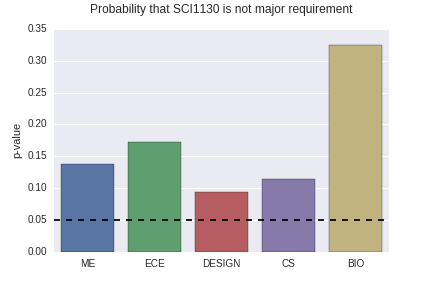 Probability that SCI1130 is not major requirement
0.35
0.30
0.25
0.20
0.15
0.10
0.05
0.00
p-value
ME ECE DESIGN CS BIO